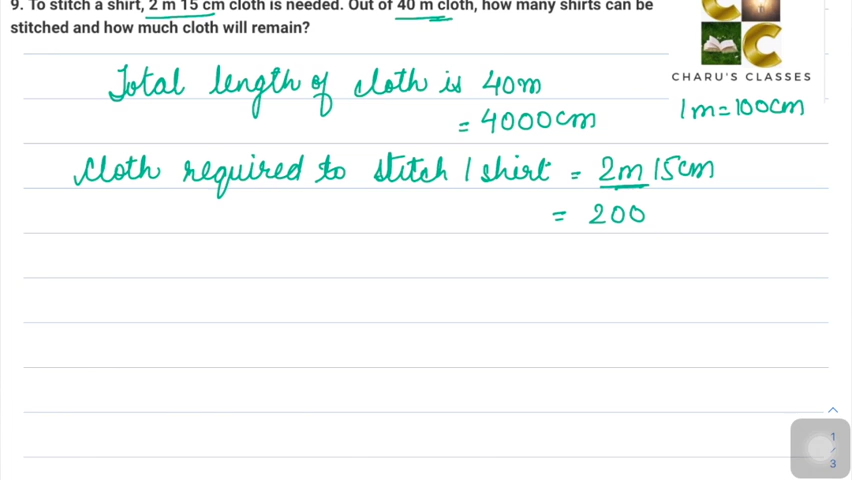 9. To stitch a shirt, 2 m 15 cm cloth is needed. Out of 40 m cloth, how many shirts can be
stitched and how much cloth will remain?
CC
CHARU'S CLASSES
Total length of cloth is 40m
= 4000cm
1m=100cm
Cloth required to stitch 1 shirt = 2m 15cm
= 200
1
/
3